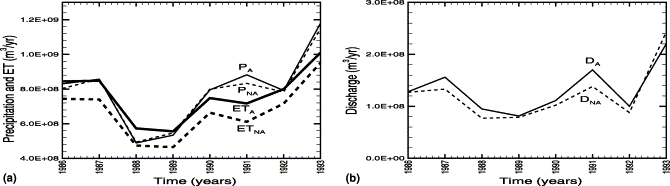 Precipitation and ET (m³/yr)
1.2E+09
1.0E+09
8.0E+08
6.0E+08
4.0E+08
P_A
P_NA
ET_A
ET_NA
1986 1987 1988 1989 1990 1991 1982 1993
(a) Time (years)
Discharge (m³/yr)
3.0E+08
2.0E+08
1.0E+08
0.0E+00
D_A
D_NA
1986 1987 1988 1989 1990 1991 1992 1993
(b) Time (years)